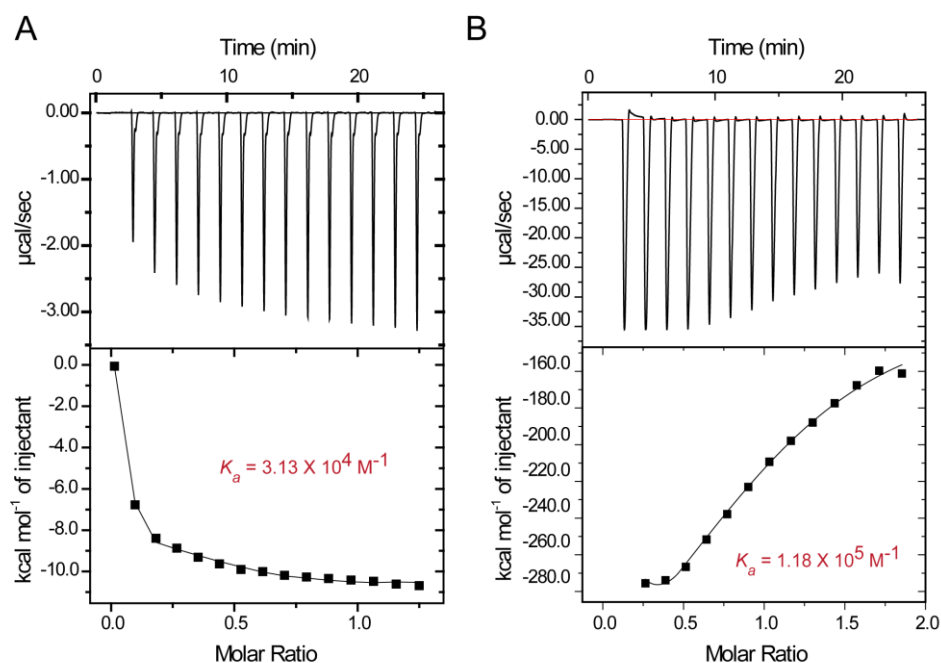 A
Time (min)
0 10 20
0.00
-1.00
-2.00
-3.00
µcal/sec
0.0
-2.0
-4.0
-6.0
-8.0
-10.0
kcal mol⁻¹ of injectant
Kₐ = 3.13 X 10⁴ M⁻¹
0.0 0.5 1.0
Molar Ratio
B
Time (min)
0 10 20
0.00
-5.00
-10.00
-15.00
-20.00
-25.00
-30.00
-35.00
µcal/sec
-160.0
-200.0
-220.0
-240.0
-260.0
-280.0
kcal mol⁻¹ of injectant
Kₐ = 1.18 X 10⁵ M⁻¹
0.0 0.5 1.0 1.5 2.0
Molar Ratio